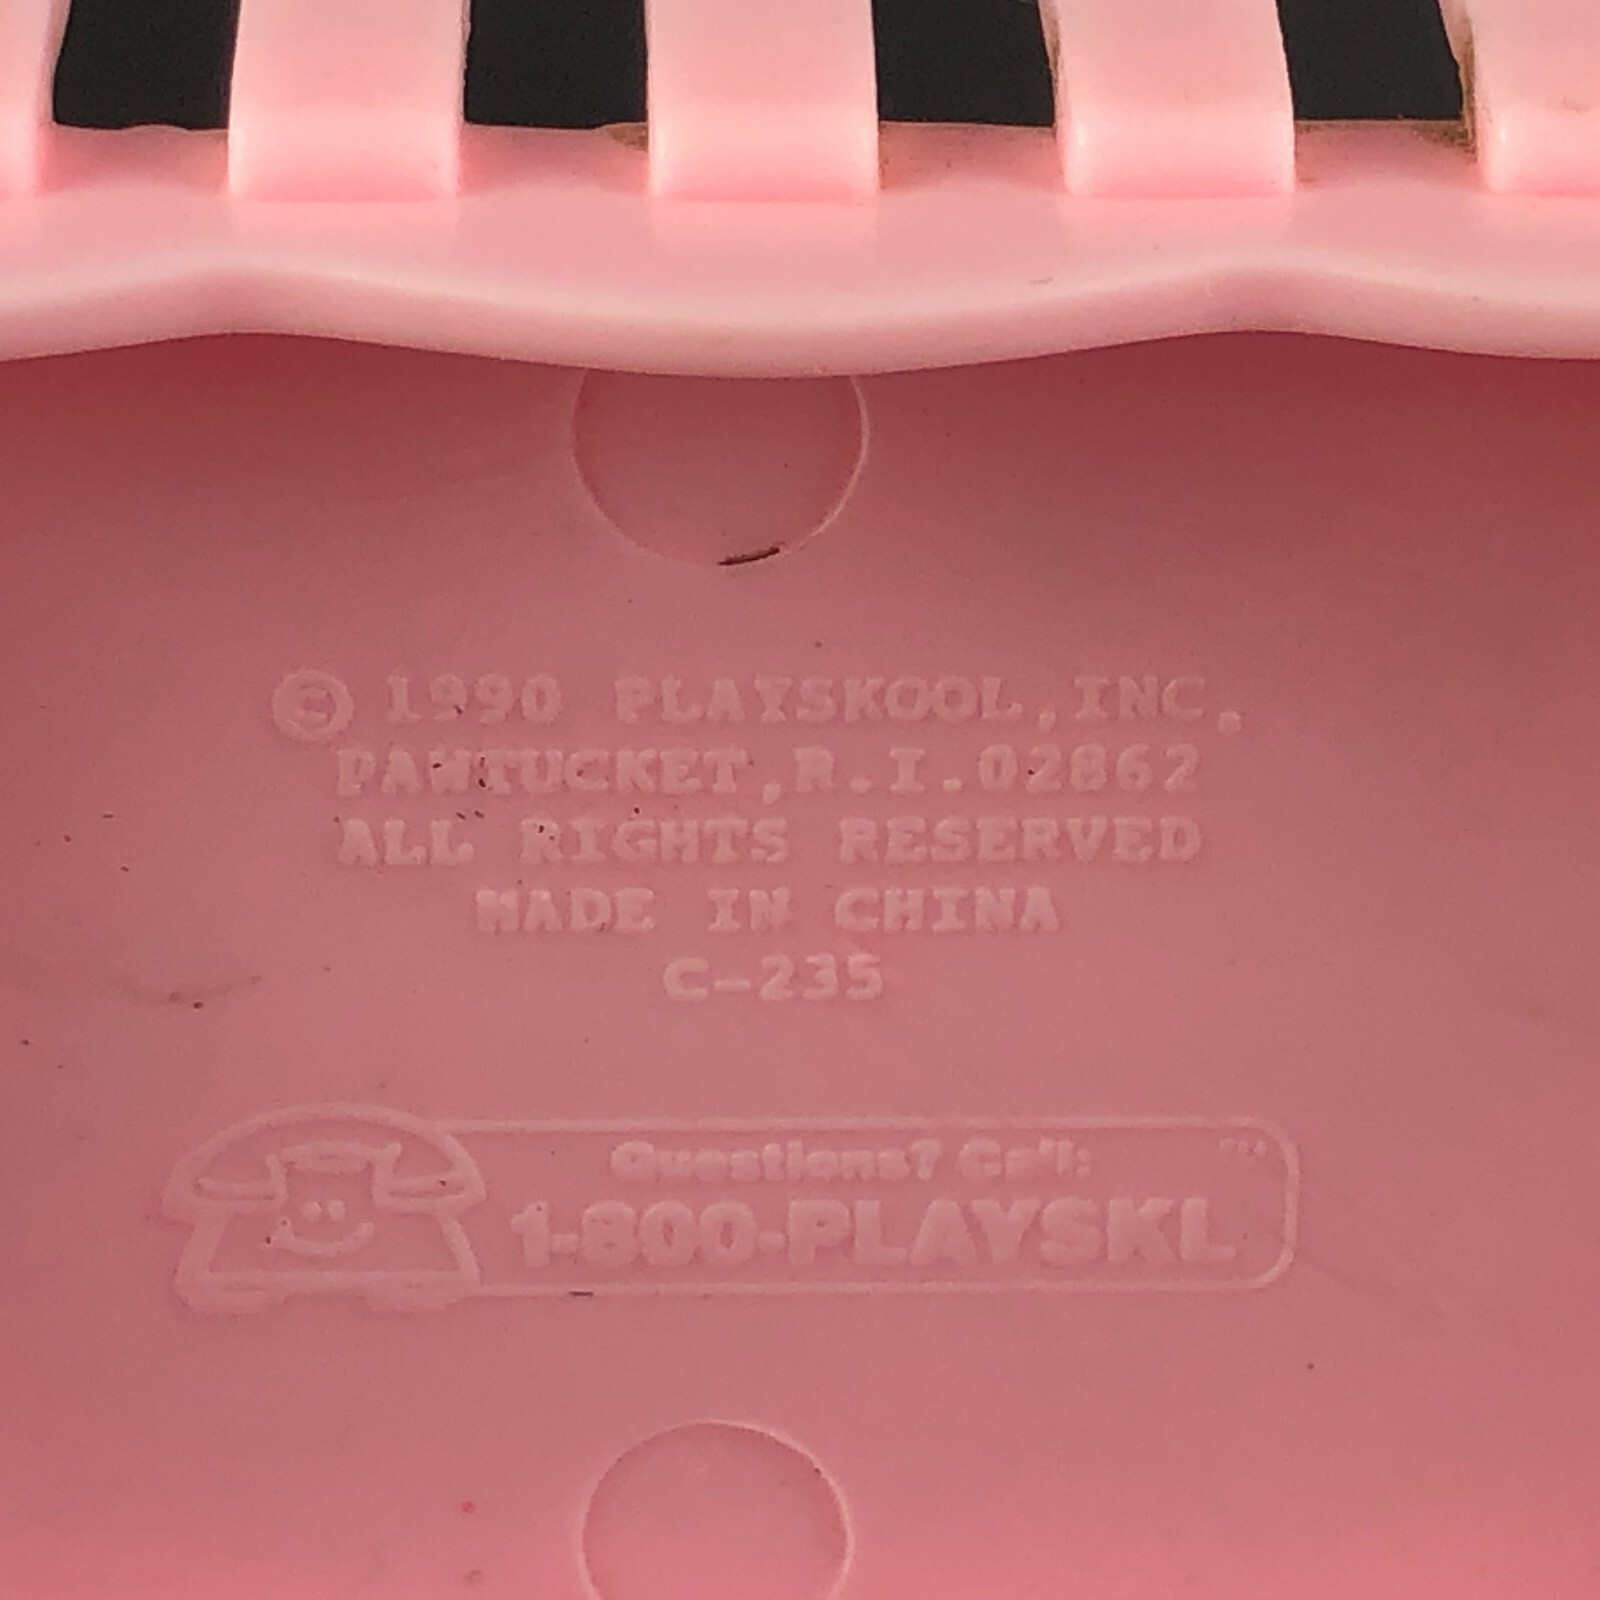 © 1990 PLAYSKOOL, INC.
PAWTUCKET, R.I. 02862
ALL RIGHTS RESERVED
MADE IN CHINA
C-235
Questions? Call: ™
1-800-PLAYSKL